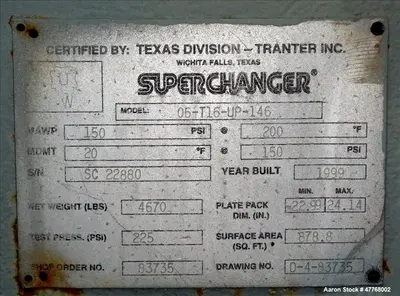 CERTIFIED BY: TEXAS DIVISION – TRANTER INC.
WICHITA FALLS, TEXAS
U
W
SUPERCHANGER®
MODEL: 05-T16-UP-146
MAWP 150 PSI @ 200 °F
MDMT 20 °F @ 150 PSI
S/N SC 22880 YEAR BUILT 1999
MIN. MAX.
NET WEIGHT (LBS) 4670 PLATE PACK DIM. (IN.) 22.99 24.14
TEST PRESS. (PSI) 225 SURFACE AREA (SQ. FT.) * 878.8
SHOP ORDER NO. 83735 DRAWING NO. D-4-83735
Aaron Stock # 47768002